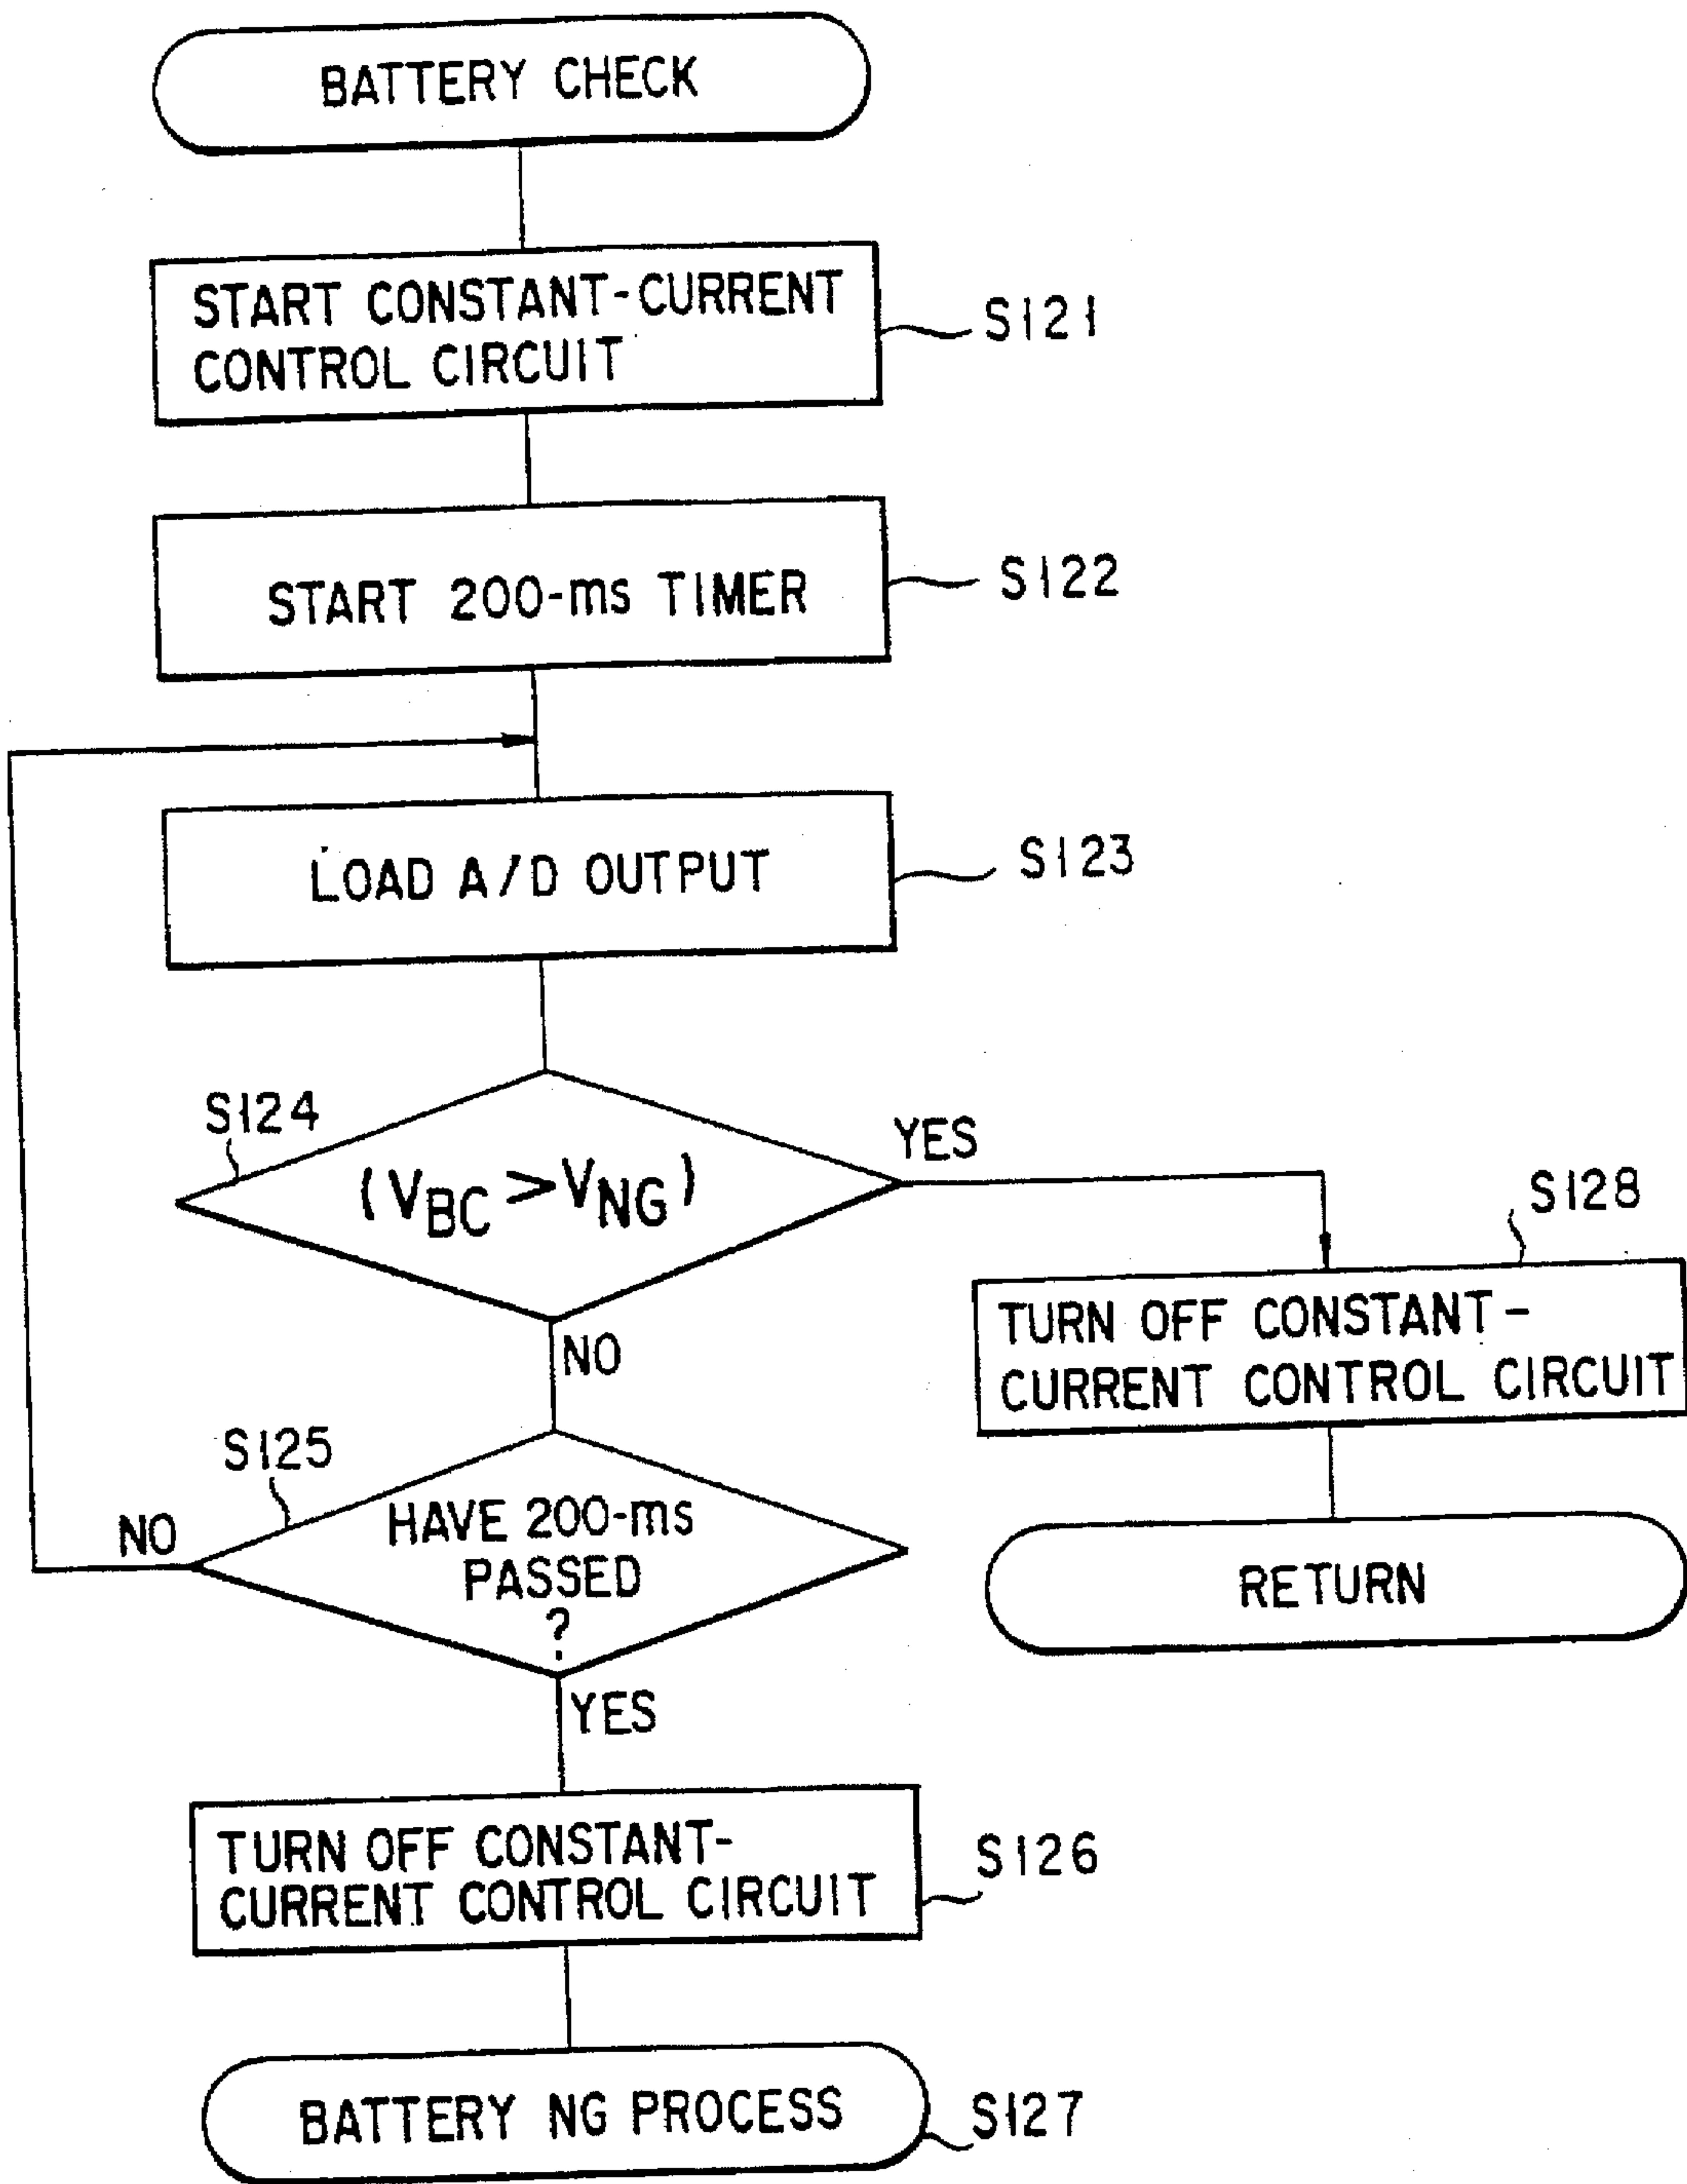 BATTERY CHECK
START CONSTANT-CURRENT
CONTROL CIRCUIT
S121
START 200-ms TIMER
S122
LOAD A/D OUTPUT
S123
S124
(VBC > VNG)
YES
NO
S128
TURN OFF CONSTANT-
CURRENT CONTROL CIRCUIT
RETURN
S125
HAVE 200-ms
PASSED
?
NO
YES
TURN OFF CONSTANT-
CURRENT CONTROL CIRCUIT
S126
BATTERY NG PROCESS
S127